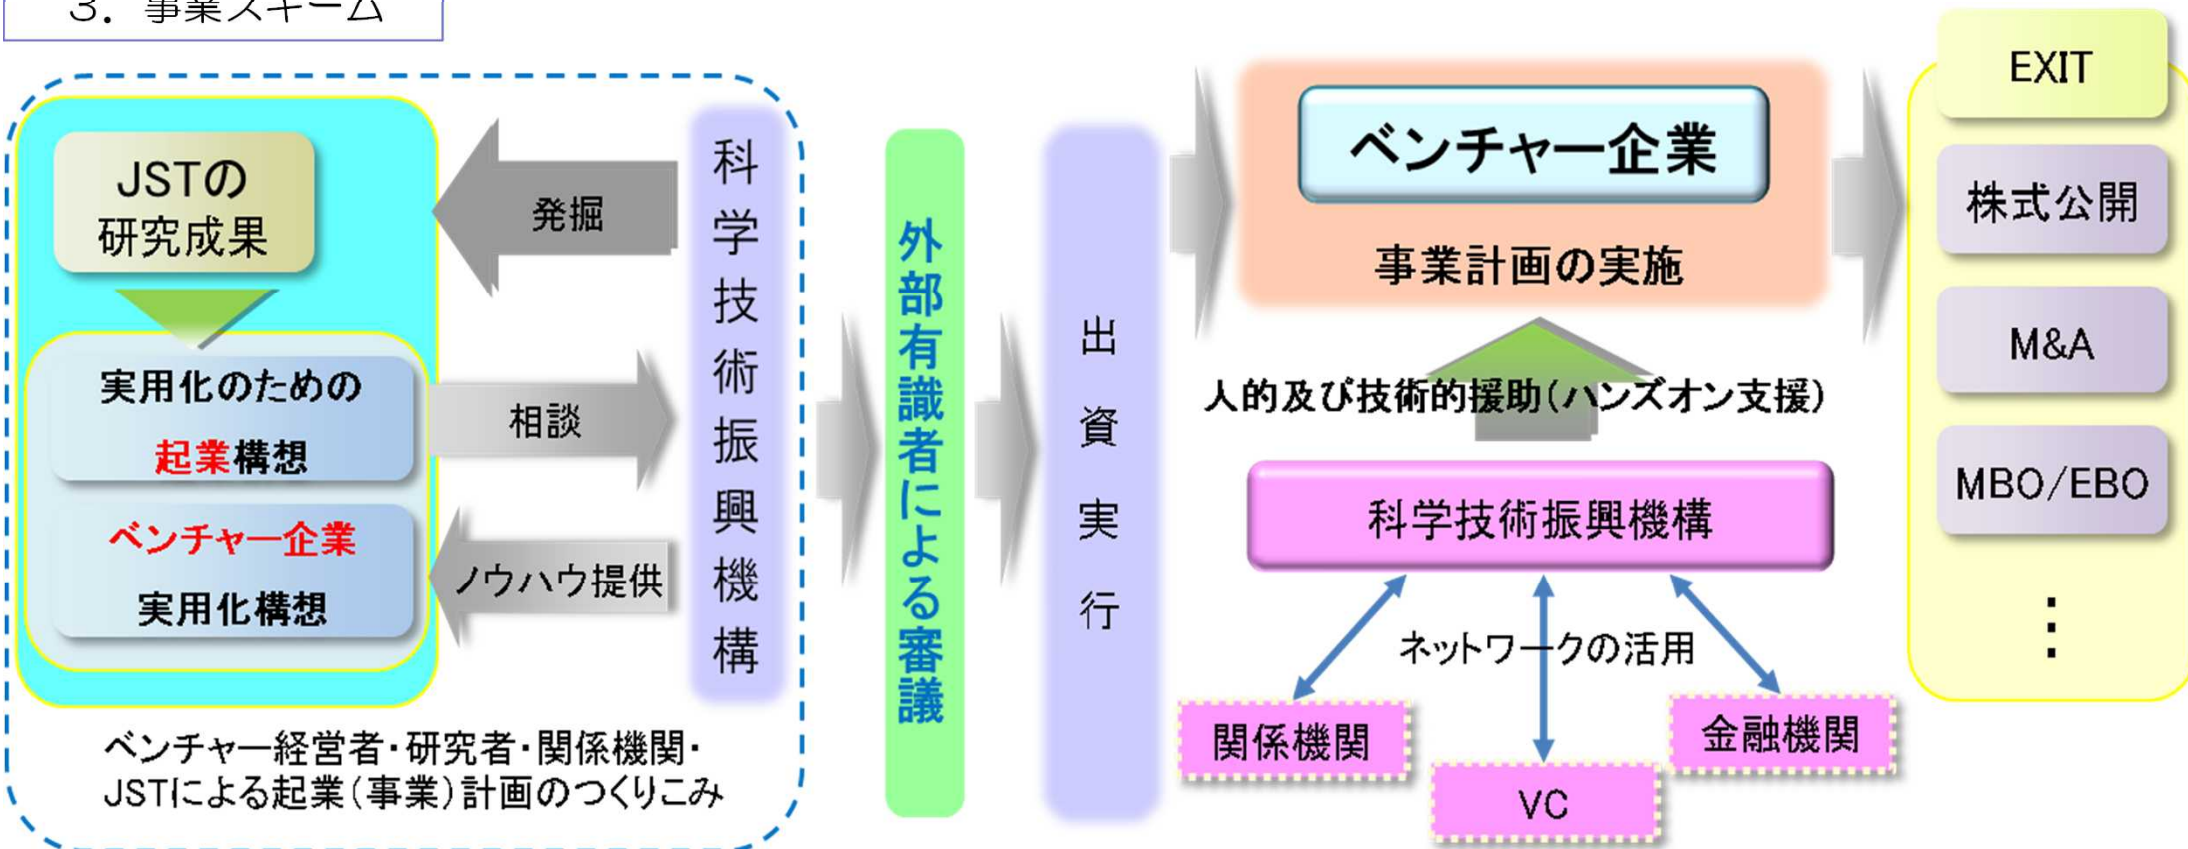 3. 事業スキーム
JSTの
研究成果
実用化のための
起業構想
ベンチャー企業
実用化構想
発掘
相談
ノウハウ提供
科学技術振興機構
ベンチャー経営者・研究者・関係機関・
JSTによる起業(事業)計画のつくりこみ
外部有識者による審議
出資実行
ベンチャー企業
事業計画の実施
人的及び技術的援助(ハンズオン支援)
科学技術振興機構
ネットワークの活用
関係機関
VC
金融機関
EXIT
株式公開
M&A
MBO/EBO
⋮